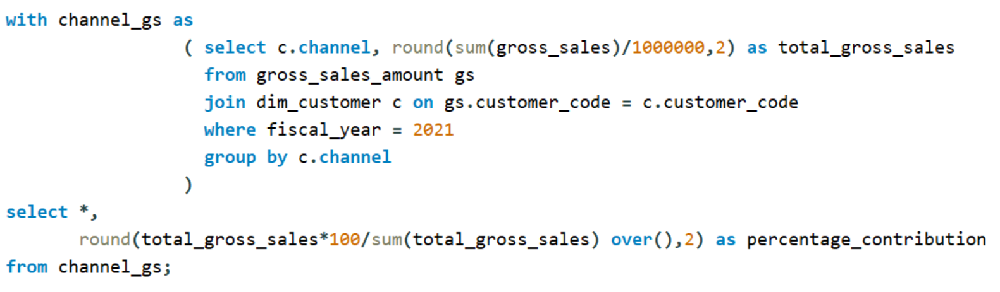 with channel_gs as
( select c.channel, round(sum(gross_sales)/1000000,2) as total_gross_sales
from gross_sales_amount gs
join dim_customer c on gs.customer_code = c.customer_code
where fiscal_year = 2021
group by c.channel
)
select *,
round(total_gross_sales*100/sum(total_gross_sales) over(),2) as percentage_contribution
from channel_gs;